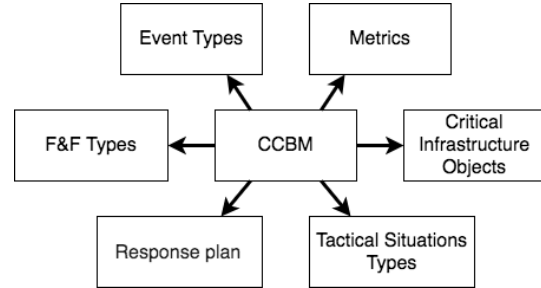 Event Types
Metrics
F&F Types
CCBM
Critical
Infrastructure
Objects
Response plan
Tactical Situations
Types